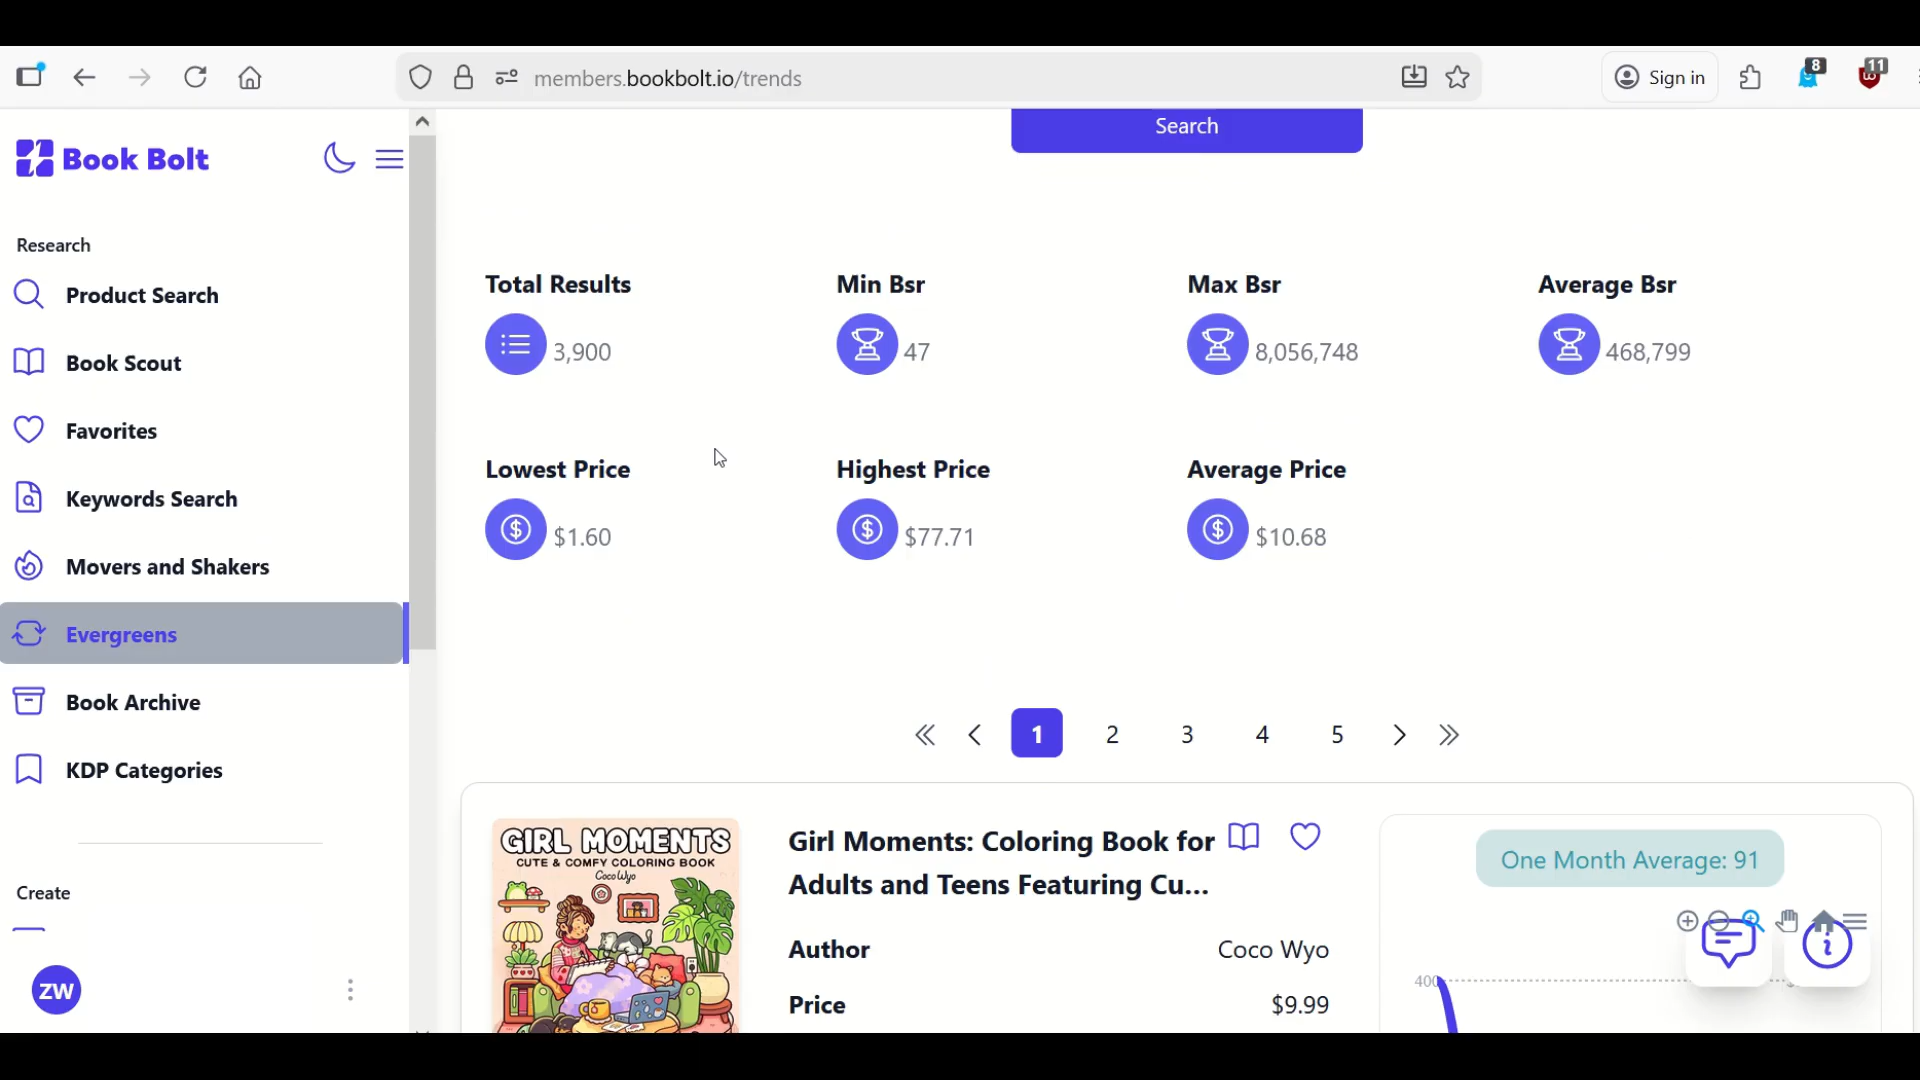 members.bookbolt.io/trends
Sign in
8
11
Book Bolt
Research
Product Search
Book Scout
Favorites
Keywords Search
Movers and Shakers
Evergreens
Book Archive
KDP Categories
Create
ZW
Search
Total Results
3,900
Min Bsr
47
Max Bsr
8,056,748
Average Bsr
468,799
Lowest Price
$1.60
Highest Price
$77.71
Average Price
$10.68
1 2 3 4 5
GIRL MOMENTS
CUTE & COMFY COLORING BOOK
Coco Wyo
Girl Moments: Coloring Book for
Adults and Teens Featuring Cu...
Author Coco Wyo
Price $9.99
One Month Average: 91
400